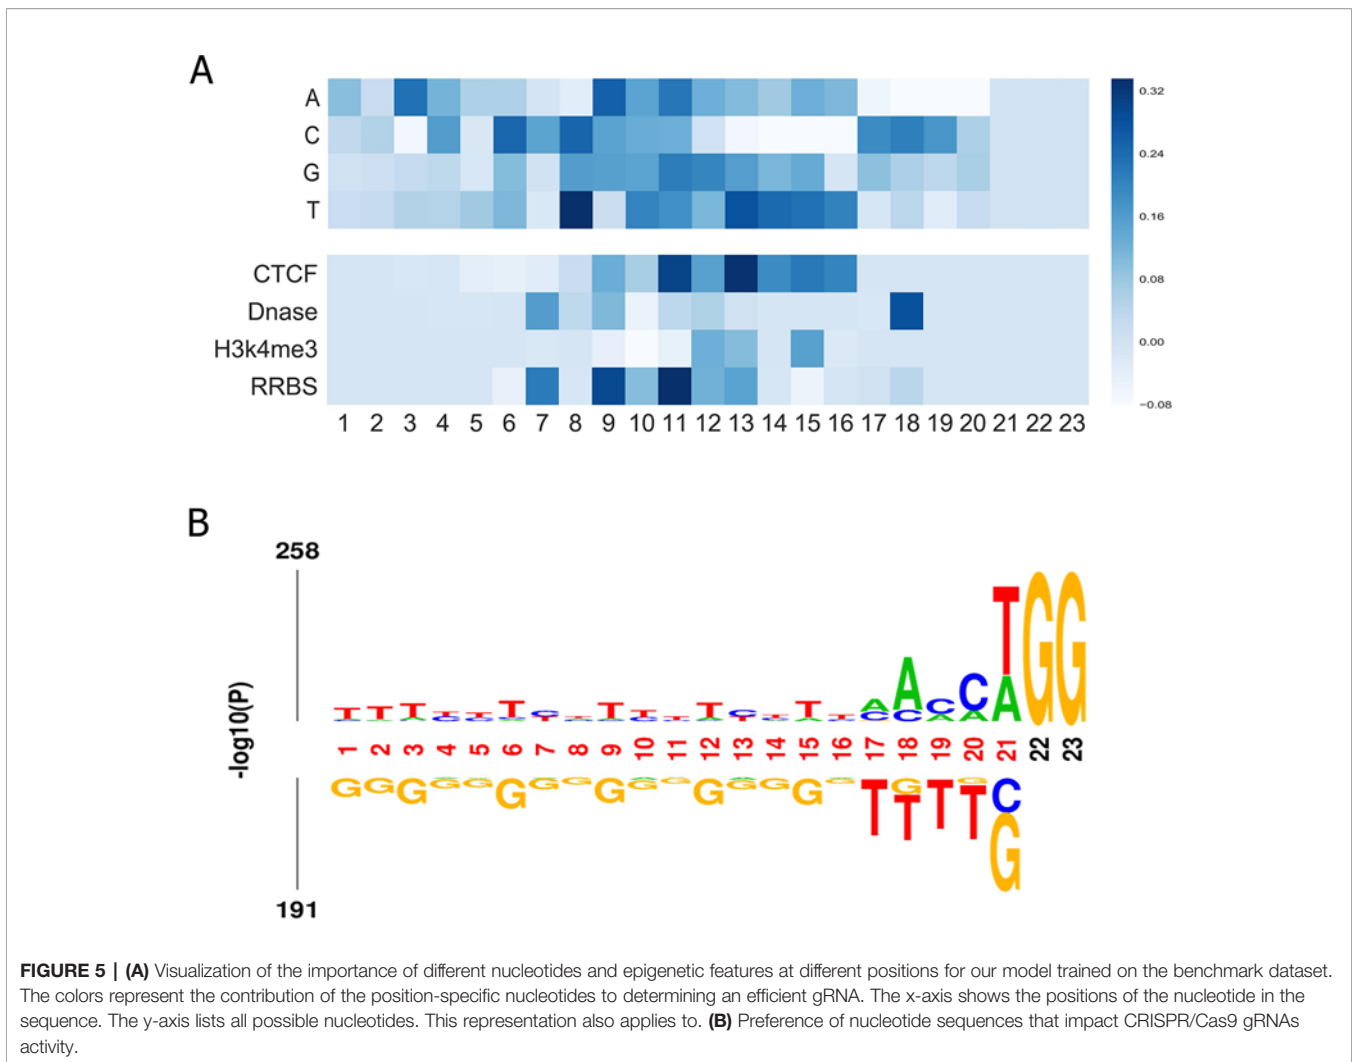 A
A
C
G
T
CTCF
Dnase
H3k4me3
RRBS
1 2 3 4 5 6 7 8 9 10 11 12 13 14 15 16 17 18 19 20 21 22 23
0.32
0.24
0.16
0.08
0.00
−0.08
B
258
-log10(P)
191
1 2 3 4 5 6 7 8 9 10 11 12 13 14 15 16 17 18 19 20 21 22 23
FIGURE 5 | (A) Visualization of the importance of different nucleotides and epigenetic features at different positions for our model trained on the benchmark dataset.
The colors represent the contribution of the position-specific nucleotides to determining an efficient gRNA. The x-axis shows the positions of the nucleotide in the
sequence. The y-axis lists all possible nucleotides. This representation also applies to. (B) Preference of nucleotide sequences that impact CRISPR/Cas9 gRNAs
activity.